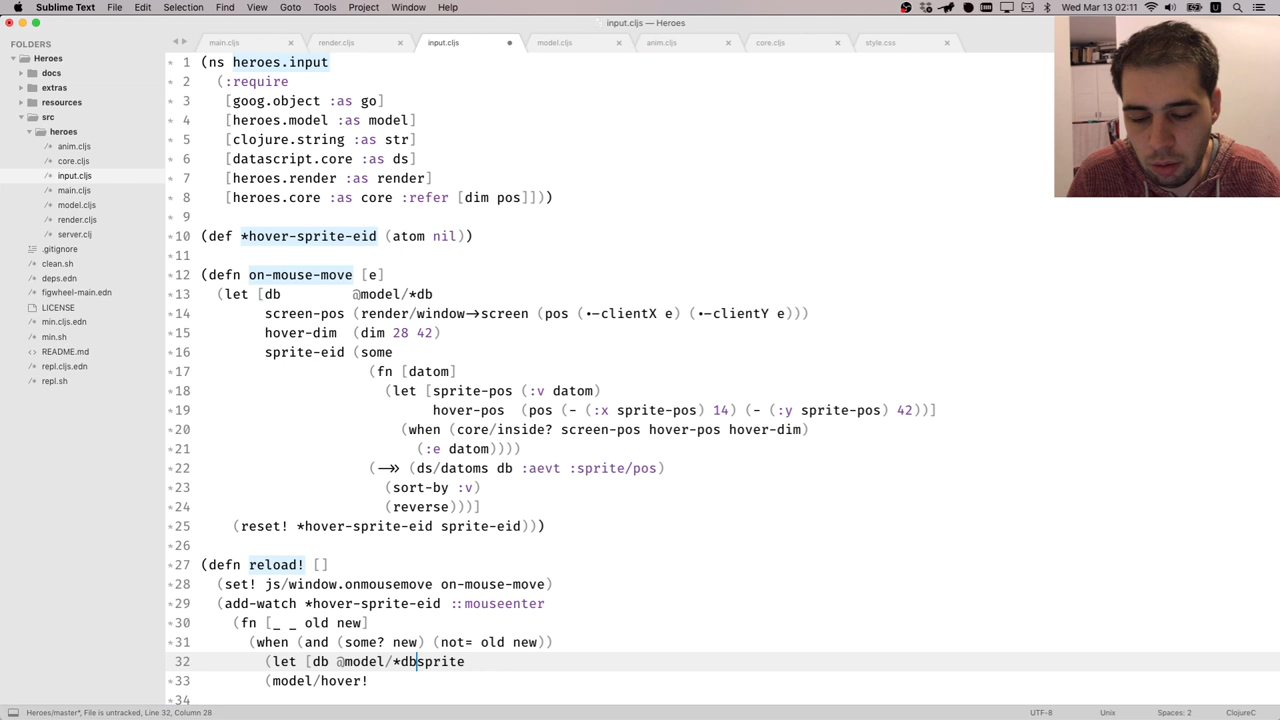 Sublime Text File Edit Selection Find View Goto Tools Project Window Help
Wed Mar 13 02:11
input.cljs — Heroes
FOLDERS
Heroes
docs
extras
resources
src
heroes
anim.cljs
core.cljs
input.cljs
main.cljs
model.cljs
render.cljs
server.clj
.gitignore
clean.sh
deps.edn
figwheel-main.edn
LICENSE
min.cljs.edn
min.sh
README.md
repl.cljs.edn
repl.sh
main.cljs render.cljs input.cljs model.cljs anim.cljs core.cljs style.css
1 (ns heroes.input
2 (:require
3 [goog.object :as go]
4 [heroes.model :as model]
5 [clojure.string :as str]
6 [datascript.core :as ds]
7 [heroes.render :as render]
8 [heroes.core :as core :refer [dim pos]]))
9
10 (def *hover-sprite-eid (atom nil))
11
12 (defn on-mouse-move [e]
13 (let [db @model/*db
14 screen-pos (render/window->screen (pos (.-clientX e) (.-clientY e)))
15 hover-dim (dim 28 42)
16 sprite-eid (some
17 (fn [datom]
18 (let [sprite-pos (:v datom)
19 hover-pos (pos (- (:x sprite-pos) 14) (- (:y sprite-pos) 42))]
20 (when (core/inside? screen-pos hover-pos hover-dim)
21 (:e datom))))
22 (->> (ds/datoms db :aevt :sprite/pos)
23 (sort-by :v)
24 (reverse)))]
25 (reset! *hover-sprite-eid sprite-eid)))
26
27 (defn reload! []
28 (set! js/window.onmousemove on-mouse-move)
29 (add-watch *hover-sprite-eid ::mouseenter
30 (fn [_ _ old new]
31 (when (and (some? new) (not= old new))
32 (let [db @model/*dbsprite
33 (model/hover!
34
Heroes/master*, File is untracked, Line 32, Column 28
UTF-8 Unix Spaces: 2 ClojureC